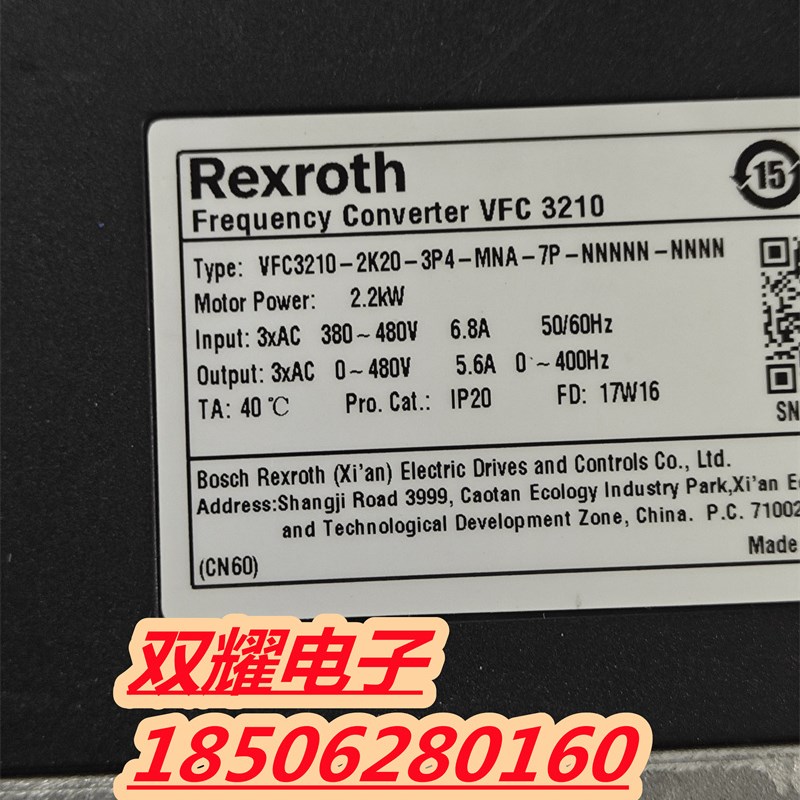 Rexroth
15
Frequency Converter VFC 3210
Type: VFC3210-2K20-3P4-MNA-7P-NNNNN-NNNN
Motor Power: 2.2kW
Input: 3xAC 380~480V 6.8A 50/60Hz
Output: 3xAC 0~480V 5.6A 0~400Hz
TA: 40℃ Pro. Cat.: IP20 FD: 17W16
SN
Bosch Rexroth (Xi'an) Electric Drives and Controls Co., Ltd.
Address:Shangji Road 3999, Caotan Ecology Industry Park,Xi'an
and Technological Development Zone, China. P.C. 71002
Made
(CN60)
双耀电子
18506280160